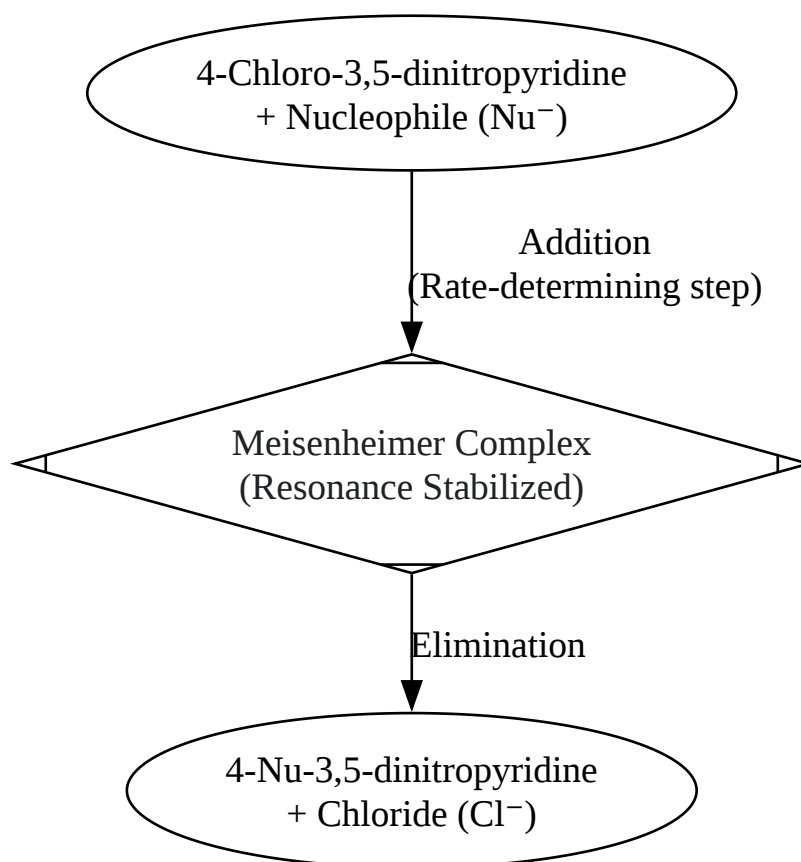 4-Chloro-3,5-dinitropyridine
+ Nucleophile (Nu⁻)
Addition
(Rate-determining step)
Meisenheimer Complex
(Resonance Stabilized)
Elimination
4-Nu-3,5-dinitropyridine
+ Chloride (Cl⁻)